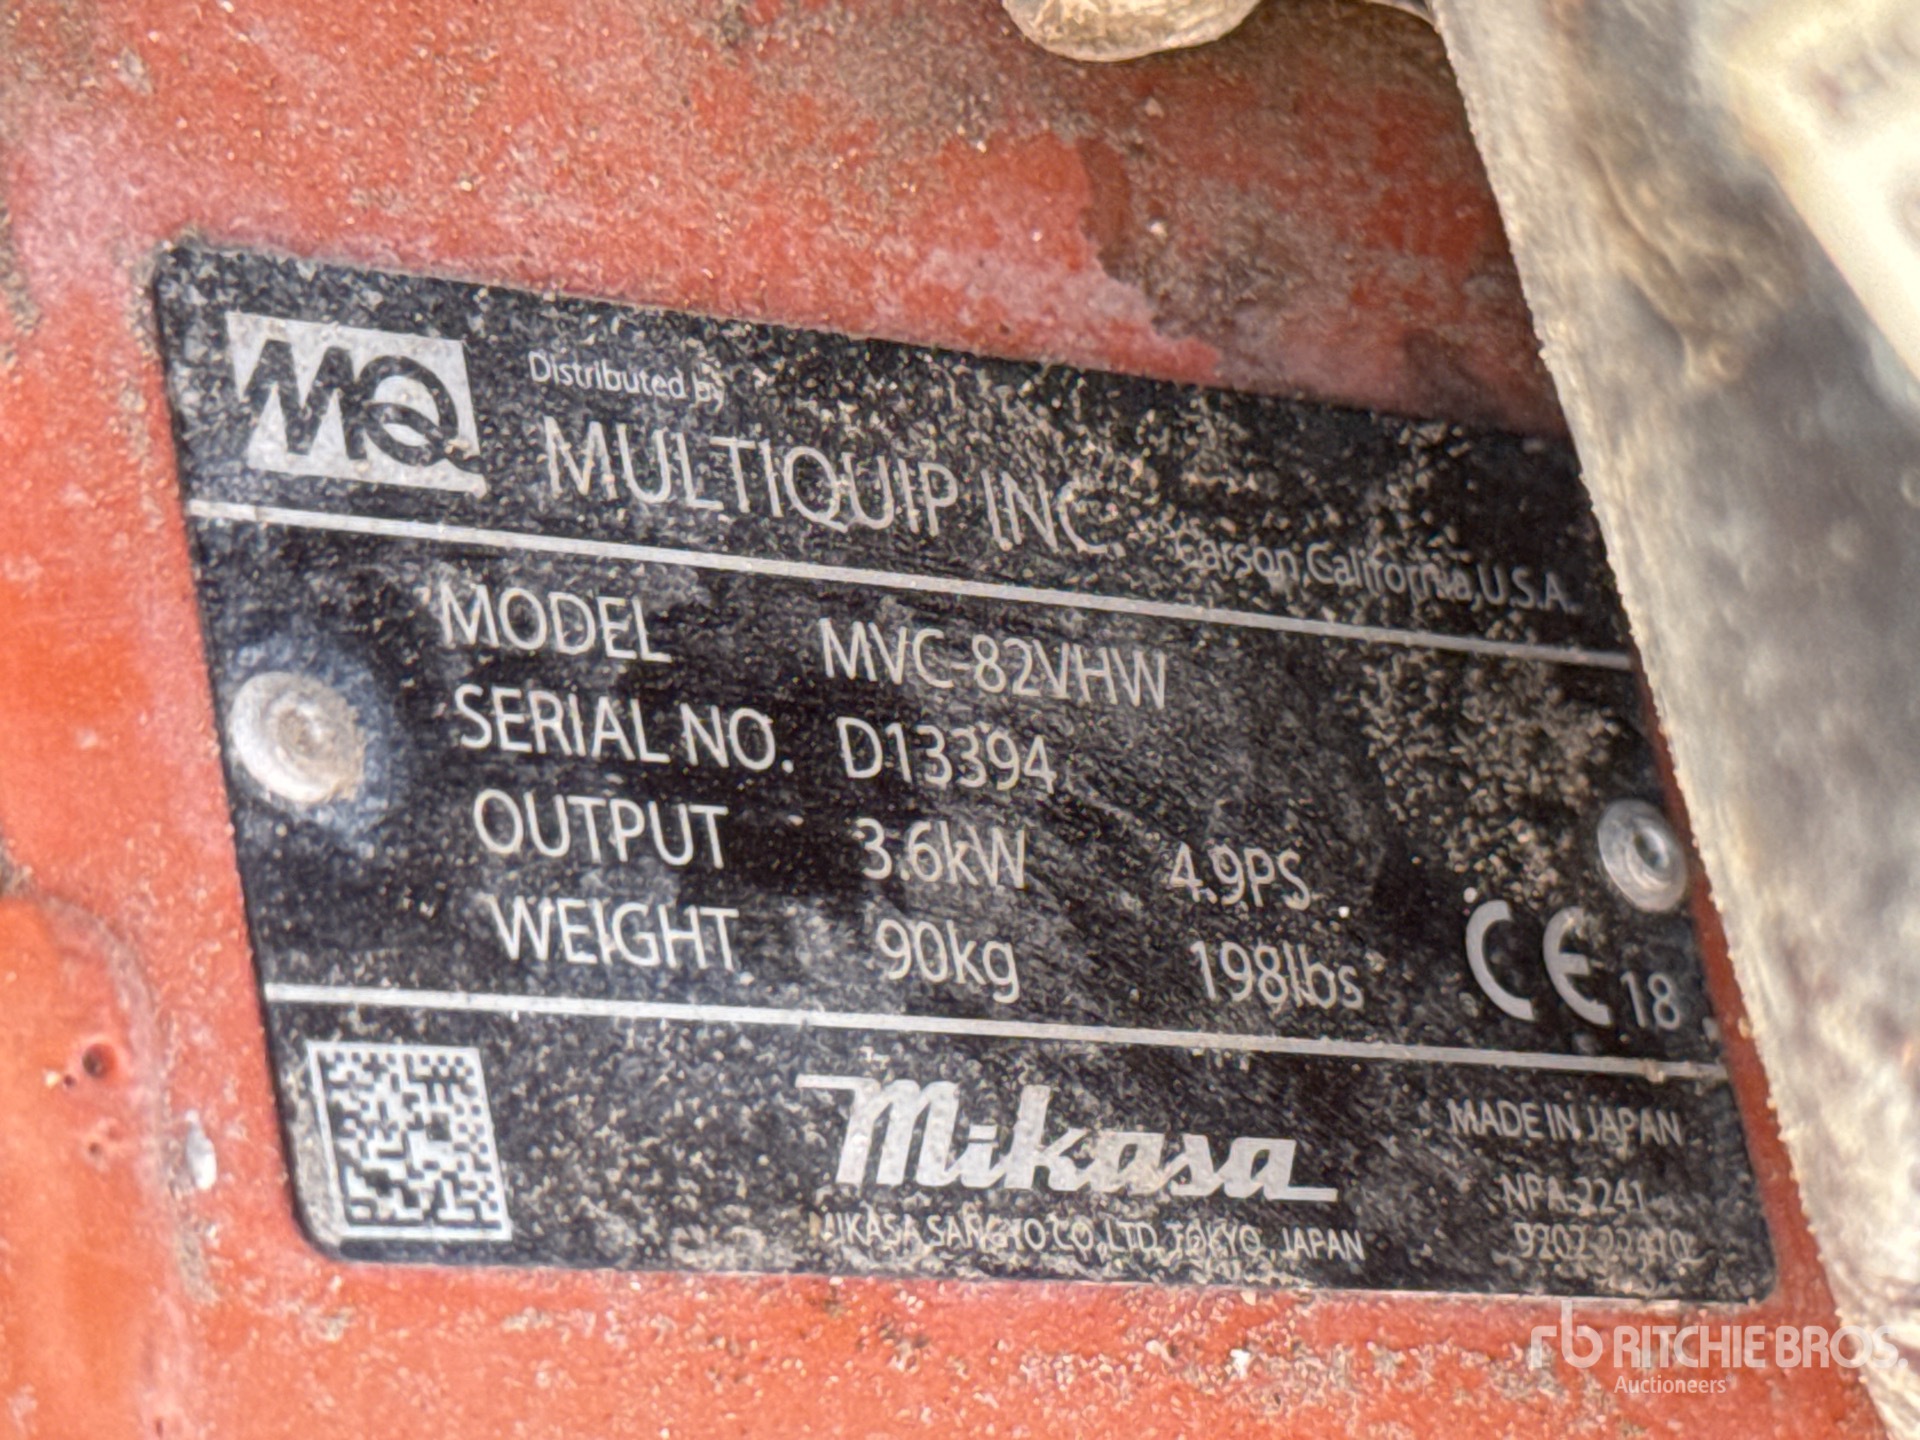 MQ
Distributed by
MULTIQUIP INC. Carson, California, U.S.A.
MODEL MVC-82VHW
SERIAL NO. D13394
OUTPUT 3.6kW 4.9PS
WEIGHT 90kg 198lbs
CE 18
Mikasa
MIKASA SANGYO CO., LTD. TOKYO, JAPAN
MADE IN JAPAN
NPA-2241
rb RITCHIE BROS.
Auctioneers